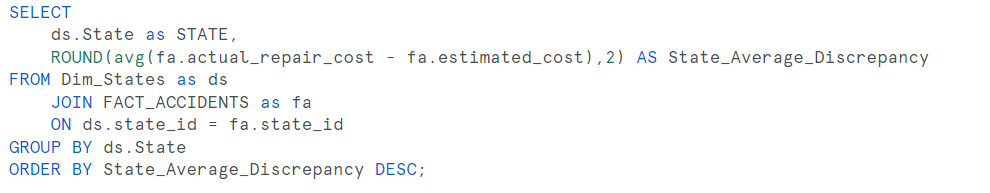 SELECT
ds.State as STATE,
ROUND(avg(fa.actual_repair_cost - fa.estimated_cost),2) AS State_Average_Discrepancy
FROM Dim_States as ds
JOIN FACT_ACCIDENTS as fa
ON ds.state_id = fa.state_id
GROUP BY ds.State
ORDER BY State_Average_Discrepancy DESC;